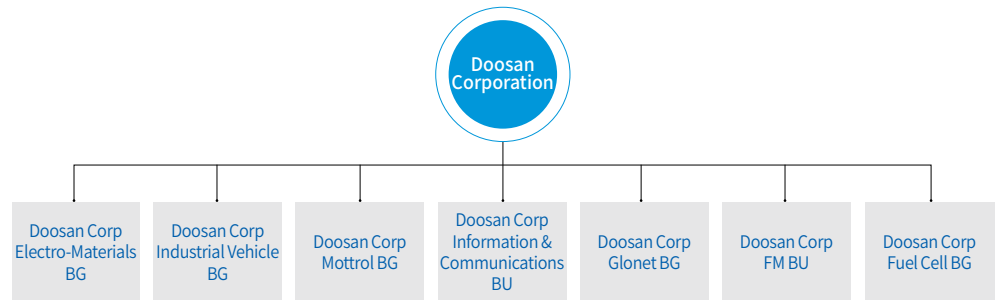 Doosan
Corporation
Doosan Corp
Electro-Materials
BG
Doosan Corp
Industrial Vehicle
BG
Doosan Corp
Mottrol BG
Doosan Corp
Information &
Communications
BU
Doosan Corp
Glonet BG
Doosan Corp
FM BU
Doosan Corp
Fuel Cell BG